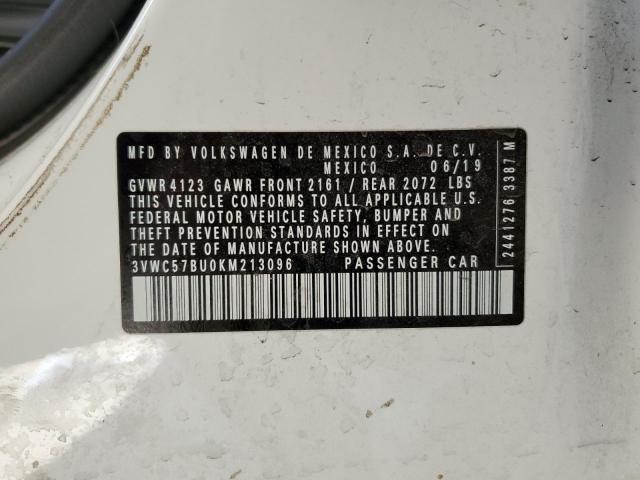 MFD BY VOLKSWAGEN DE MEXICO S.A. DE C.V.
MEXICO 06/19
GVWR 4123 GAWR FRONT 2161 / REAR 2072 LBS
THIS VEHICLE CONFORMS TO ALL APPLICABLE U.S.
FEDERAL MOTOR VEHICLE SAFETY, BUMPER AND
THEFT PREVENTION STANDARDS IN EFFECT ON
THE DATE OF MANUFACTURE SHOWN ABOVE.
3VWC57BU0KM213096 PASSENGER CAR
24412763387 M